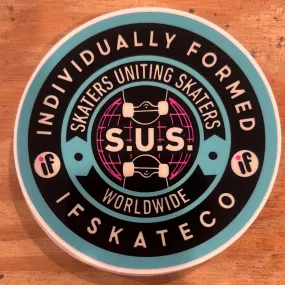 INDIVIDUALLY FORMED
SKATERS UNITING SKATERS
S.U.S.
if if
WORLDWIDE
IFSKATECO